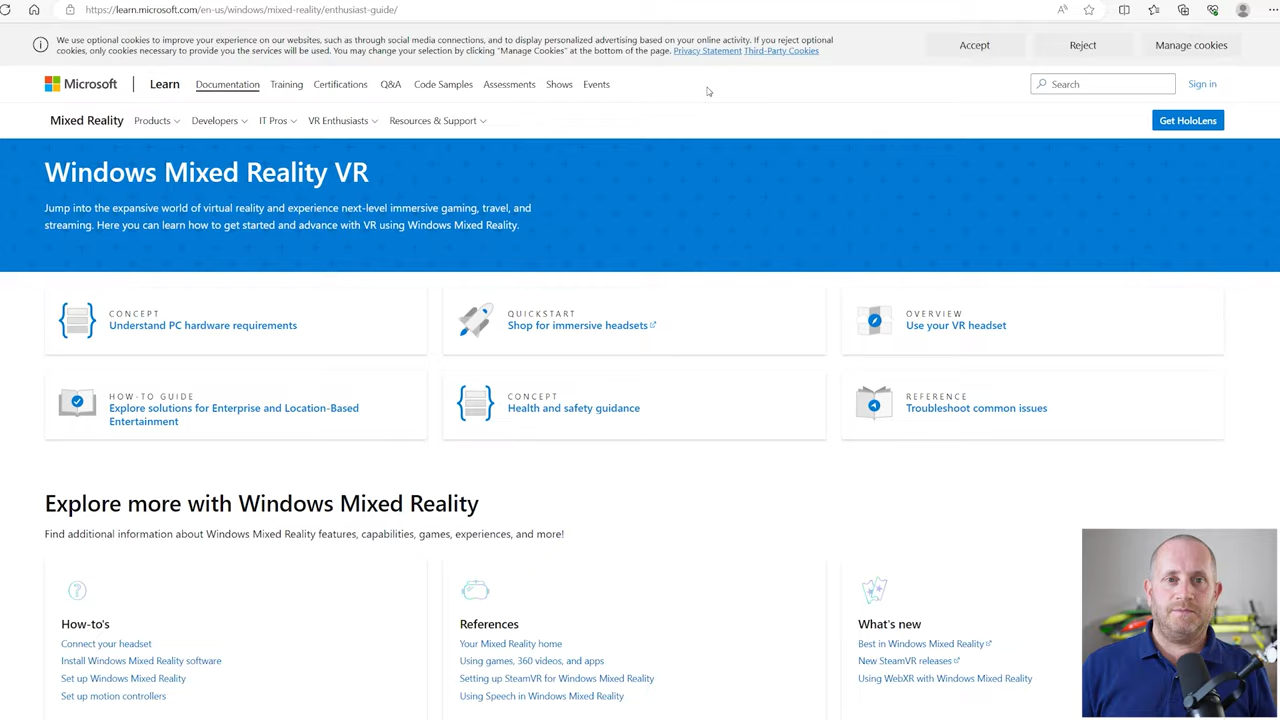 https://learn.microsoft.com/en-us/windows/mixed-reality/enthusiast-guide/
We use optional cookies to improve your experience on our websites, such as through social media connections, and to display personalized advertising based on your online activity. If you reject optional
cookies, only cookies necessary to provide you the services will be used. You may change your selection by clicking "Manage Cookies" at the bottom of the page. Privacy Statement Third-Party Cookies
Accept
Reject
Manage cookies
Microsoft
Learn
Documentation
Training
Certifications
Q&A
Code Samples
Assessments
Shows
Events
Search
Sign in
Mixed Reality
Products
Developers
IT Pros
VR Enthusiasts
Resources & Support
Get HoloLens
Windows Mixed Reality VR
Jump into the expansive world of virtual reality and experience next-level immersive gaming, travel, and
streaming. Here you can learn how to get started and advance with VR using Windows Mixed Reality.
CONCEPT
Understand PC hardware requirements
QUICKSTART
Shop for immersive headsets
OVERVIEW
Use your VR headset
HOW-TO GUIDE
Explore solutions for Enterprise and Location-Based
Entertainment
CONCEPT
Health and safety guidance
REFERENCE
Troubleshoot common issues
Explore more with Windows Mixed Reality
Find additional information about Windows Mixed Reality features, capabilities, games, experiences, and more!
How-to's
Connect your headset
Install Windows Mixed Reality software
Set up Windows Mixed Reality
Set up motion controllers
References
Your Mixed Reality home
Using games, 360 videos, and apps
Setting up SteamVR for Windows Mixed Reality
Using Speech in Windows Mixed Reality
What's new
Best in Windows Mixed Reality
New SteamVR releases
Using WebXR with Windows Mixed Reality